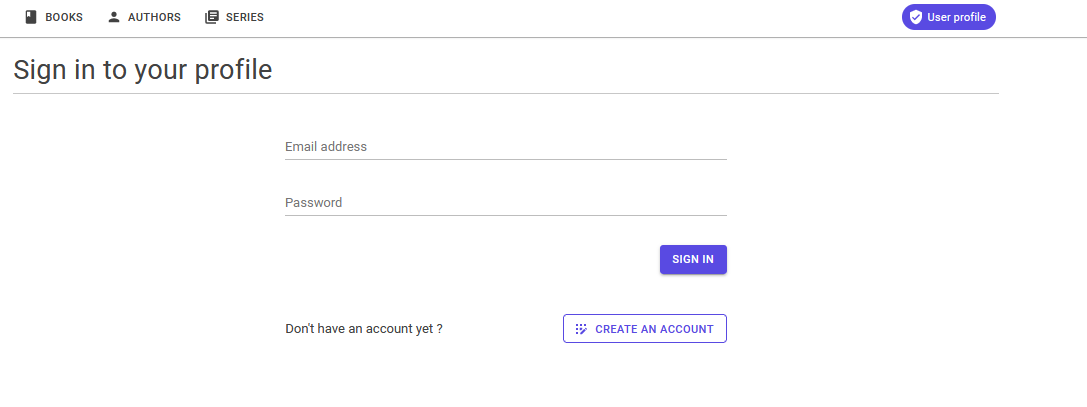 BOOKS AUTHORS SERIES User profile
Sign in to your profile
Email address
Password
SIGN IN
Don't have an account yet ? CREATE AN ACCOUNT